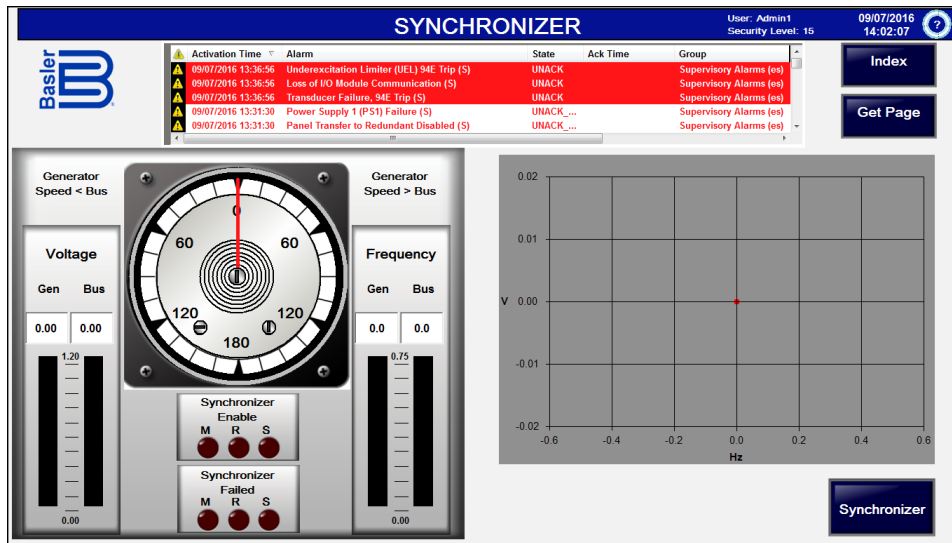 SYNCHRONIZER
User: Admin1
Security Level: 15
09/07/2016
14:02:07
?
Basler
Activation Time Alarm State Ack Time Group
09/07/2016 13:36:56 Underexcitation Limiter (UEL) 94E Trip (S) UNACK Supervisory Alarms (es)
09/07/2016 13:36:56 Loss of I/O Module Communication (S) UNACK Supervisory Alarms (es)
09/07/2016 13:36:56 Transducer Failure, 94E Trip (S) UNACK Supervisory Alarms (es)
09/07/2016 13:31:30 Power Supply 1 (PS1) Failure (S) UNACK_... Supervisory Alarms (es)
09/07/2016 13:31:30 Panel Transfer to Redundant Disabled (S) UNACK_... Supervisory Alarms (es)
Index
Get Page
Generator
Speed < Bus
Generator
Speed > Bus
0
60 60
120 120
180
Voltage
Gen Bus
0.00 0.00
1.20
0.00
Frequency
Gen Bus
0.0 0.0
0.75
0.00
Synchronizer
Enable
M R S
Synchronizer
Failed
M R S
0.02
0.01
V 0.00
-0.01
-0.02
-0.6 -0.4 -0.2 0.0 0.2 0.4 0.6
Hz
Synchronizer